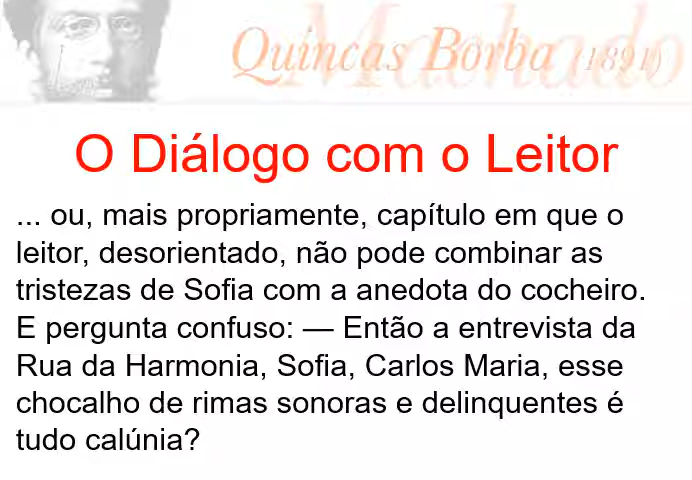 Machado
Quincas Borba (1891)
O Diálogo com o Leitor
... ou, mais propriamente, capítulo em que o
leitor, desorientado, não pode combinar as
tristezas de Sofia com a anedota do cocheiro.
E pergunta confuso: — Então a entrevista da
Rua da Harmonia, Sofia, Carlos Maria, esse
chocalho de rimas sonoras e delinquentes é
tudo calúnia?